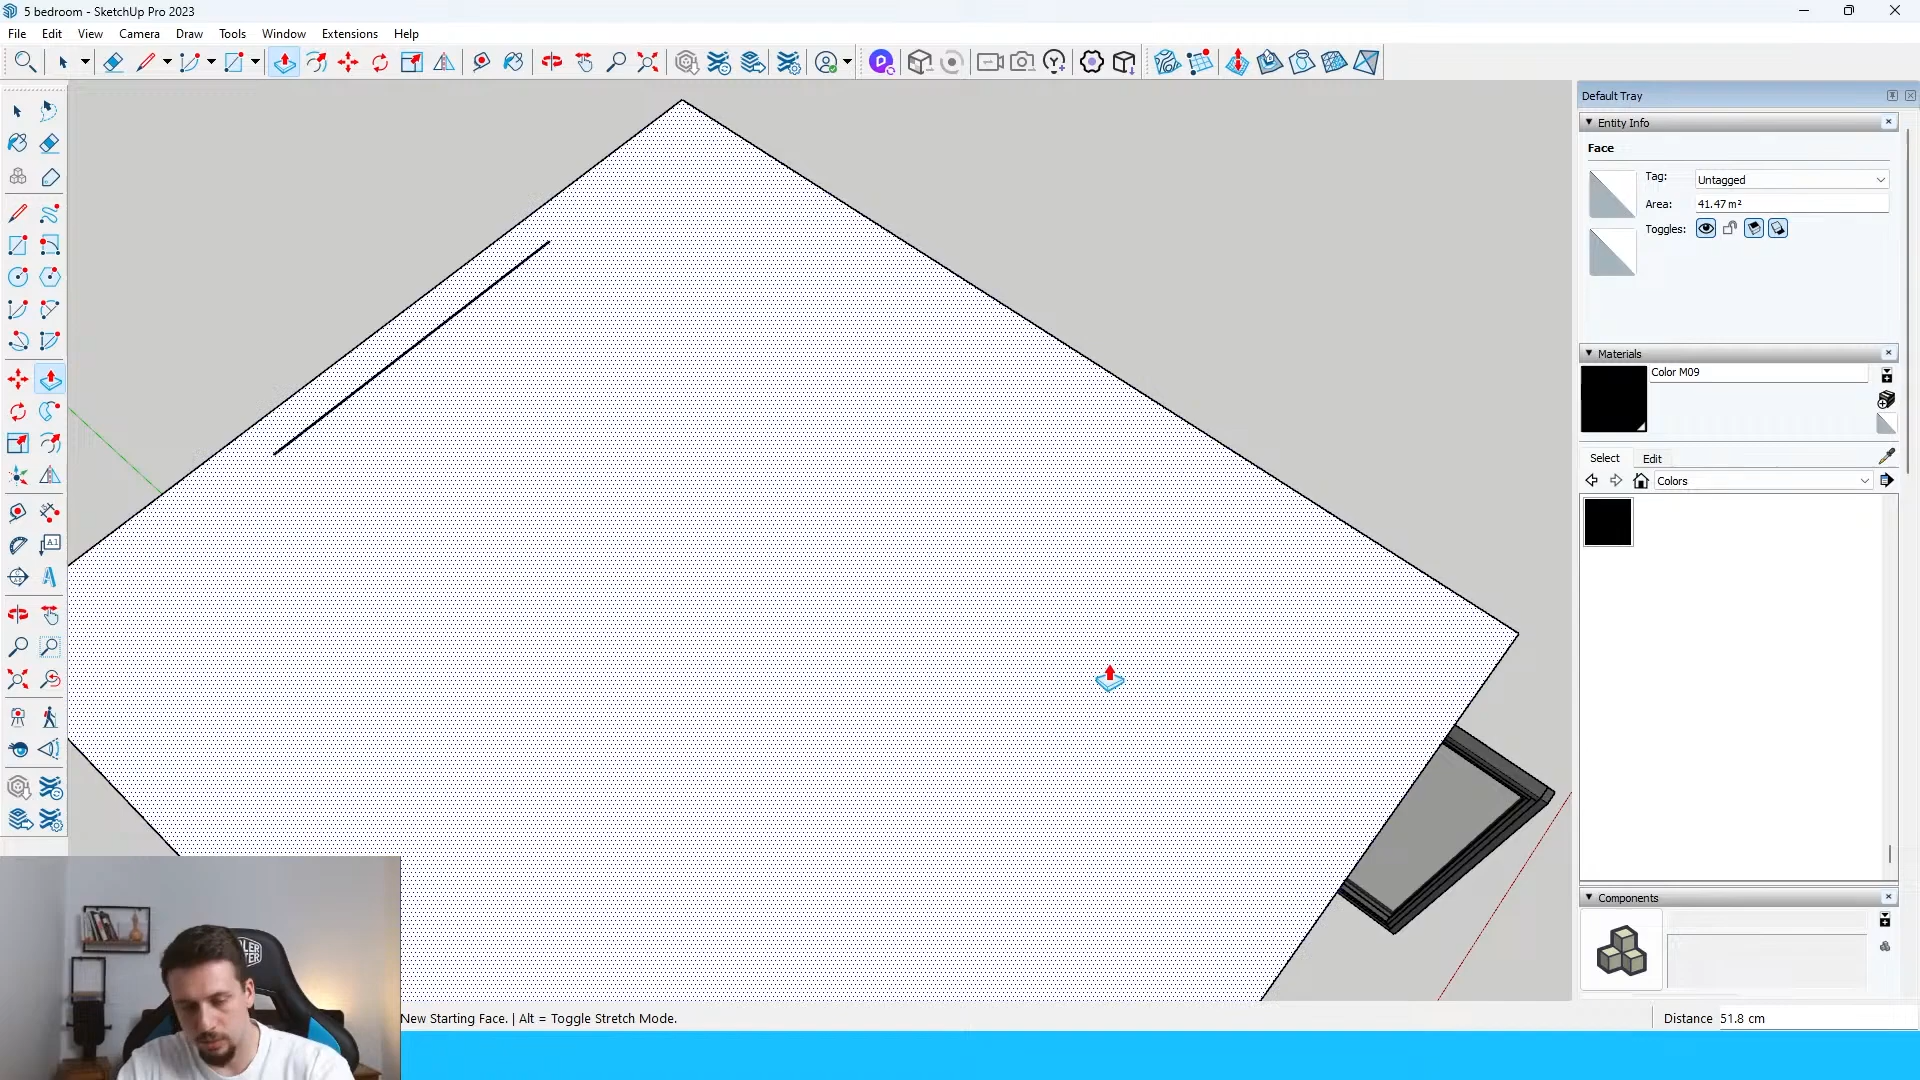 5 bedroom - SketchUp Pro 2023
File Edit View Camera Draw Tools Window Extensions Help
Default Tray
Entity Info
Face
Tag: Untagged
Area: 41.47 m²
Toggles:
Materials
Color M09
Select Edit
Colors
Components
New Starting Face. | Alt = Toggle Stretch Mode.
Distance 51.8 cm